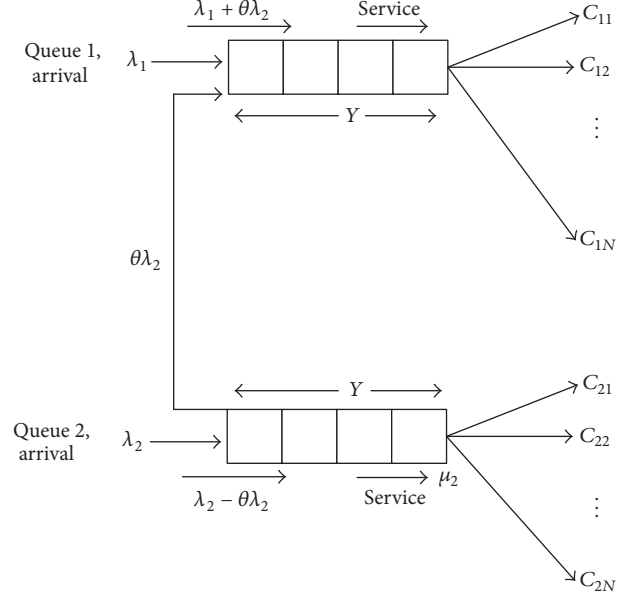 λ₁ + θλ₂
Service
Queue 1,
arrival
λ₁
Y
C₁₁
C₁₂
⋮
C₁N
θλ₂
Y
Queue 2,
arrival
λ₂
λ₂ − θλ₂
Service
μ₂
C₂₁
C₂₂
⋮
C₂N